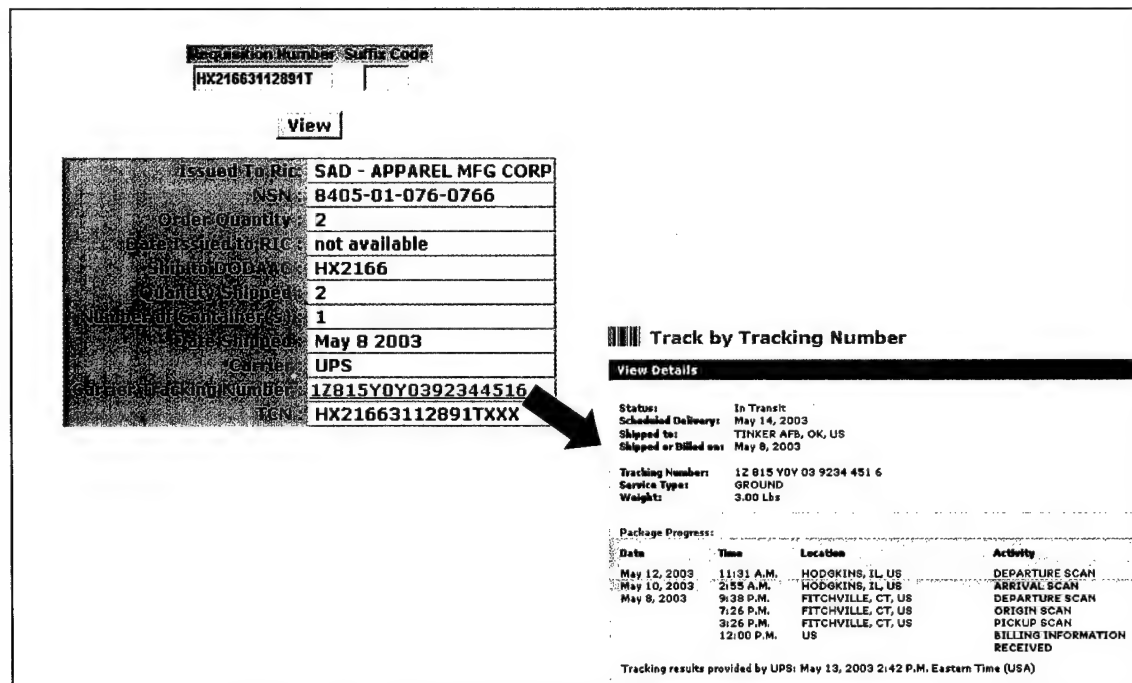 Requisition Number Suffix Code
HX21663112891T
View
Issued To Ric: SAD - APPAREL MFG CORP
NSN: 8405-01-076-0766
Order Quantity: 2
Date Issued to RIC: not available
Ship to DODAAC: HX2166
Quantity Shipped: 2
Number of Container(s): 1
Date Shipped: May 8 2003
Carrier: UPS
Carrier Tracking Number: 1Z815Y0Y0392344516
TCN: HX21663112891TXXX
Track by Tracking Number
View Details
Status: In Transit
Scheduled Delivery: May 14, 2003
Shipped to: TINKER AFB, OK, US
Shipped or Billed on: May 8, 2003
Tracking Number: 1Z 815 Y0Y 03 9234 451 6
Service Type: GROUND
Weight: 3.00 Lbs
Package Progress:
Date Time Location Activity
May 12, 2003 11:31 A.M. HODGKINS, IL, US DEPARTURE SCAN
May 10, 2003 2:55 A.M. HODGKINS, IL, US ARRIVAL SCAN
May 8, 2003 9:38 P.M. FITCHVILLE, CT, US DEPARTURE SCAN
7:26 P.M. FITCHVILLE, CT, US ORIGIN SCAN
3:26 P.M. FITCHVILLE, CT, US PICKUP SCAN
12:00 P.M. US BILLING INFORMATION
RECEIVED
Tracking results provided by UPS: May 13, 2003 2:42 P.M. Eastern Time (USA)